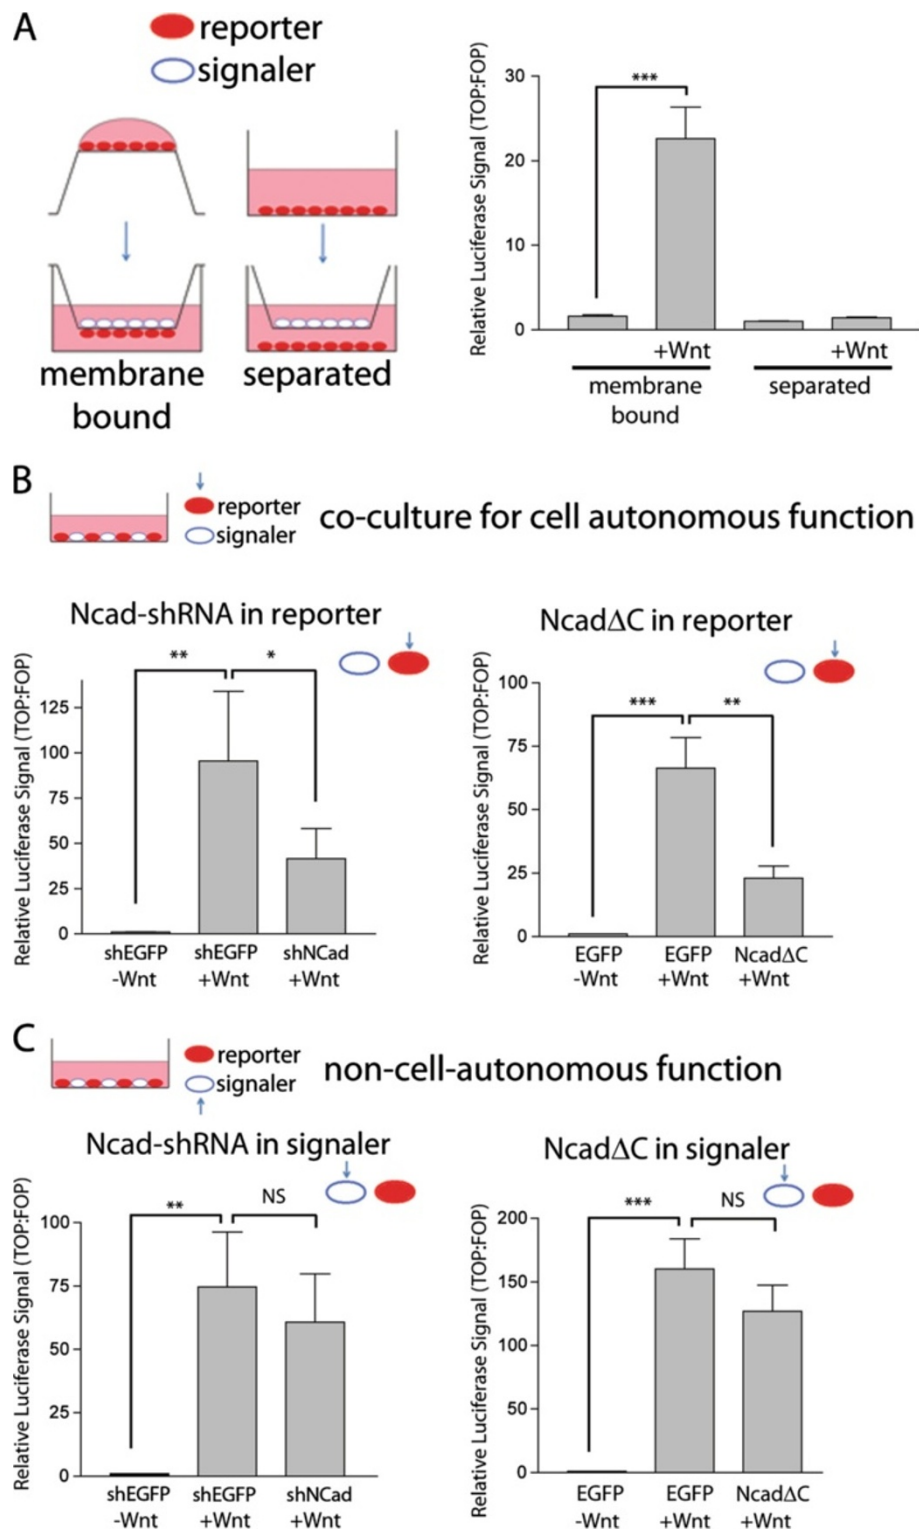 A
reporter
signaler
membrane
bound
separated
Relative Luciferase Signal (TOP:FOP)
30
20
10
0
***
+Wnt
+Wnt
membrane
bound
separated
B
reporter
signaler
co-culture for cell autonomous function
Ncad-shRNA in reporter
Relative Luciferase Signal (TOP:FOP)
125
100
75
50
25
0
**
*
shEGFP
-Wnt
shEGFP
+Wnt
shNCad
+Wnt
NcadΔC in reporter
Relative Luciferase Signal (TOP:FOP)
100
75
50
25
0
***
**
EGFP
-Wnt
EGFP
+Wnt
NcadΔC
+Wnt
C
reporter
signaler
non-cell-autonomous function
Ncad-shRNA in signaler
Relative Luciferase Signal (TOP:FOP)
100
75
50
25
0
**
NS
shEGFP
-Wnt
shEGFP
+Wnt
shNCad
+Wnt
NcadΔC in signaler
Relative Luciferase Signal (TOP:FOP)
200
150
100
50
0
***
NS
EGFP
-Wnt
EGFP
+Wnt
NcadΔC
+Wnt